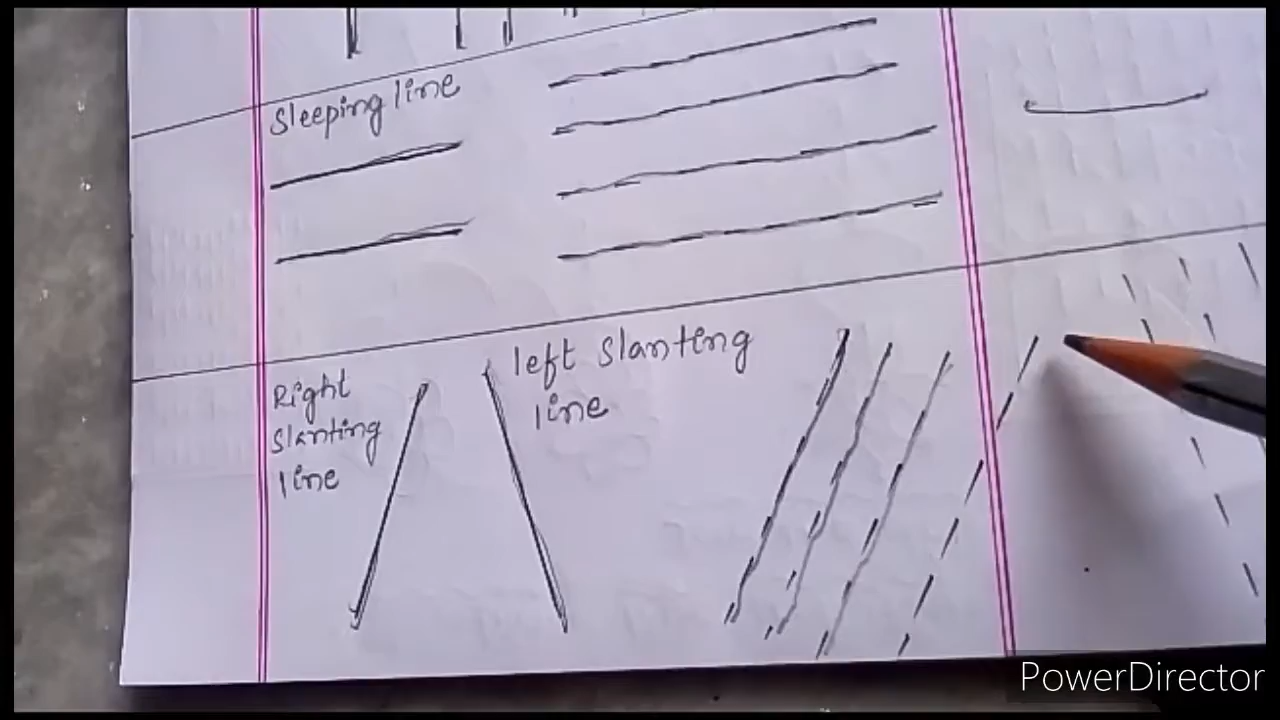 Sleeping line
Right
Slanting
line
left Slanting
line
PowerDirector